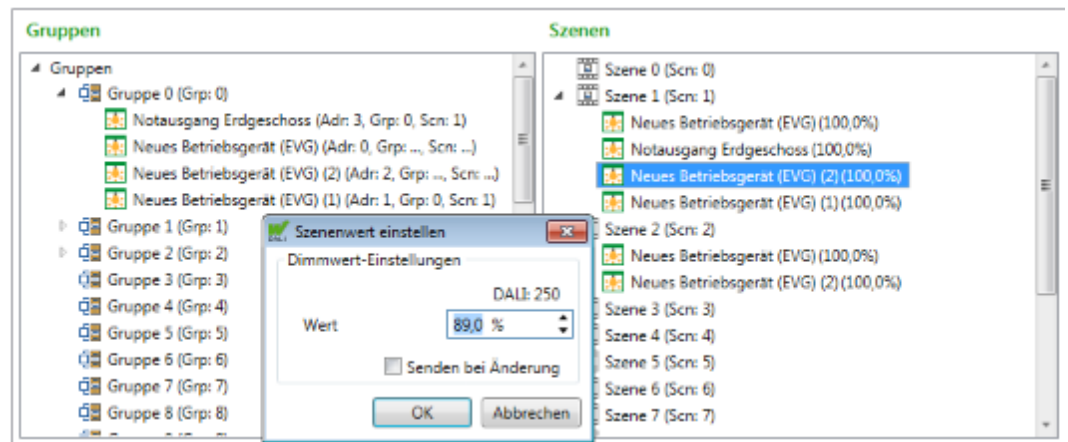 Gruppen
Gruppen
Gruppe 0 (Grp: 0)
Notausgang Erdgeschoss (Adr: 3, Grp: 0, Scn: 1)
Neues Betriebsgerät (EVG) (Adr: 0, Grp: ..., Scn: ...)
Neues Betriebsgerät (EVG) (2) (Adr: 2, Grp: ..., Scn: ...)
Neues Betriebsgerät (EVG) (1) (Adr: 1, Grp: 0, Scn: 1)
Gruppe 1 (Grp: 1)
Gruppe 2 (Grp: 2)
Gruppe 3 (Grp: 3)
Gruppe 4 (Grp: 4)
Gruppe 5 (Grp: 5)
Gruppe 6 (Grp: 6)
Gruppe 7 (Grp: 7)
Gruppe 8 (Grp: 8)
Szenenwert einstellen
Dimmwert-Einstellungen
DALI: 250
Wert 89,0 %
Senden bei Änderung
OK Abbrechen
Szenen
Szene 0 (Scn: 0)
Szene 1 (Scn: 1)
Neues Betriebsgerät (EVG) (100,0%)
Notausgang Erdgeschoss (100,0%)
Neues Betriebsgerät (EVG) (2) (100,0%)
Neues Betriebsgerät (EVG) (1) (100,0%)
Szene 2 (Scn: 2)
Neues Betriebsgerät (EVG) (100,0%)
Neues Betriebsgerät (EVG) (2) (100,0%)
Szene 3 (Scn: 3)
Szene 4 (Scn: 4)
Szene 5 (Scn: 5)
Szene 6 (Scn: 6)
Szene 7 (Scn: 7)